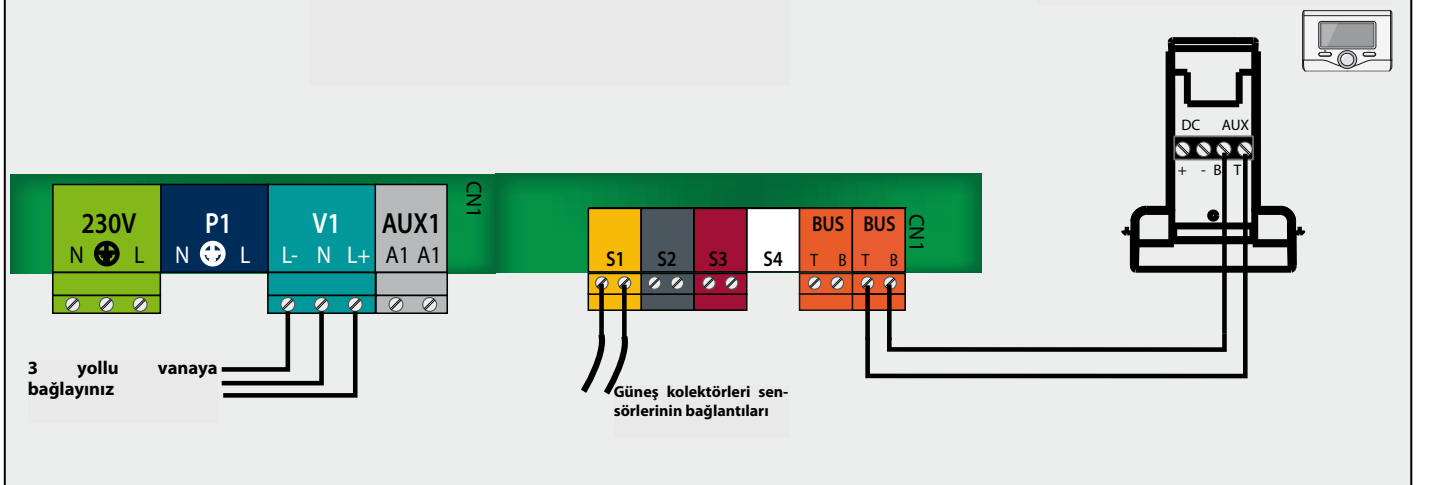 DC AUX
+ - B T
230V P1 V1 AUX1 CN1
N L N L L- N L+ A1 A1
BUS BUS CN1
S1 S2 S3 S4 T B T B
3 yollu vanaya
bağlayınız
Güneş kolektörleri sen-
sörlerinin bağlantıları